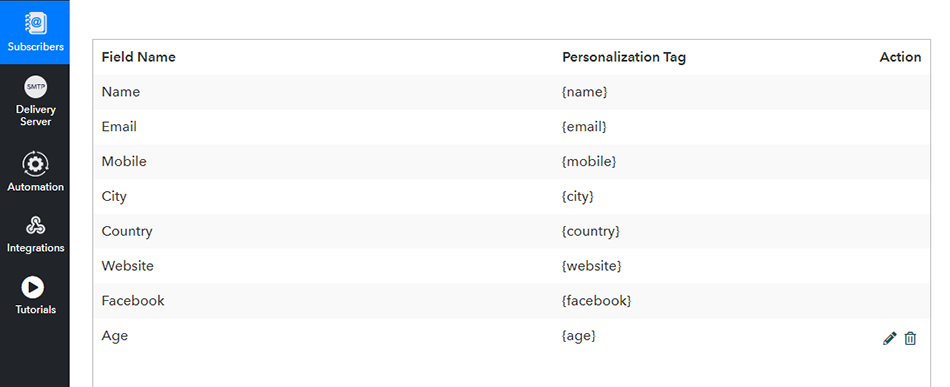 Subscribers
SMTP
Delivery
Server
Automation
Integrations
Tutorials
Field Name Personalization Tag Action
Name {name}
Email {email}
Mobile {mobile}
City {city}
Country {country}
Website {website}
Facebook {facebook}
Age {age}